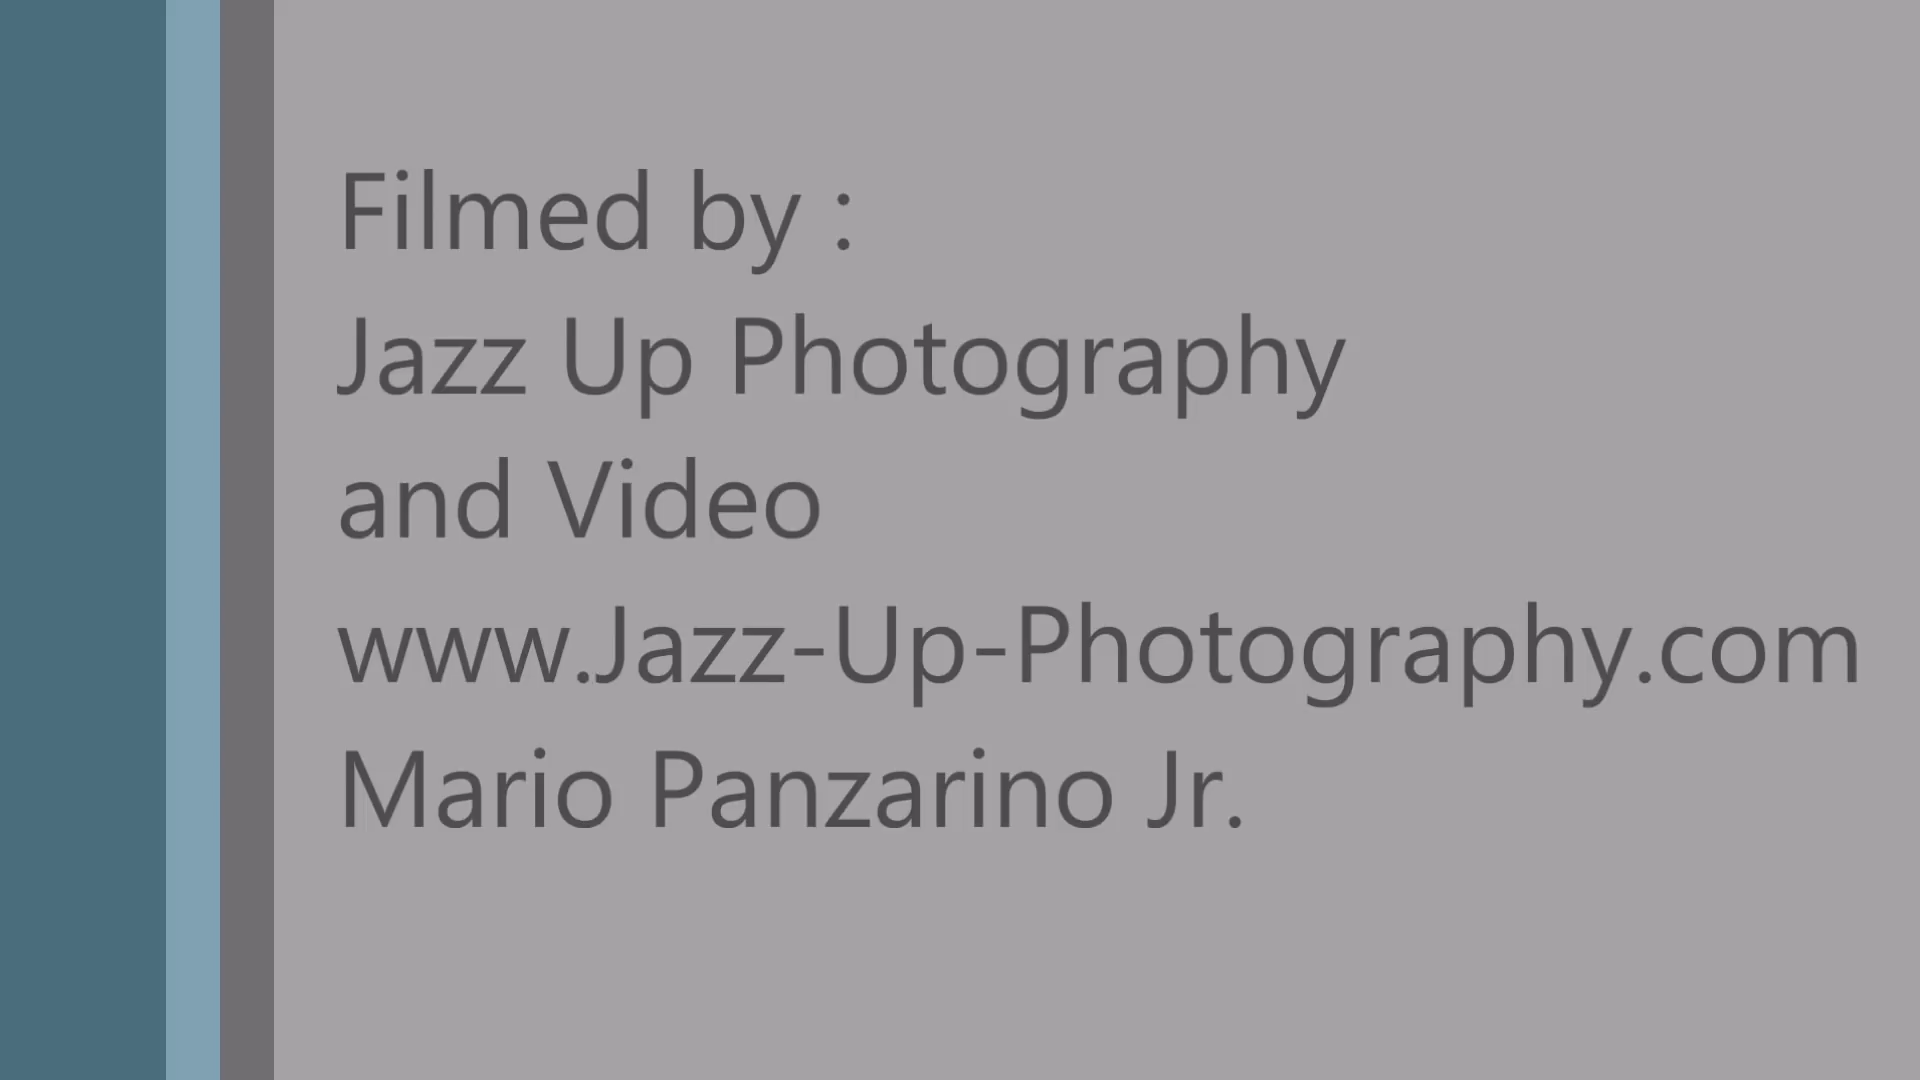 Filmed by :
Jazz Up Photography
and Video
www.Jazz-Up-Photography.com
Mario Panzarino Jr.